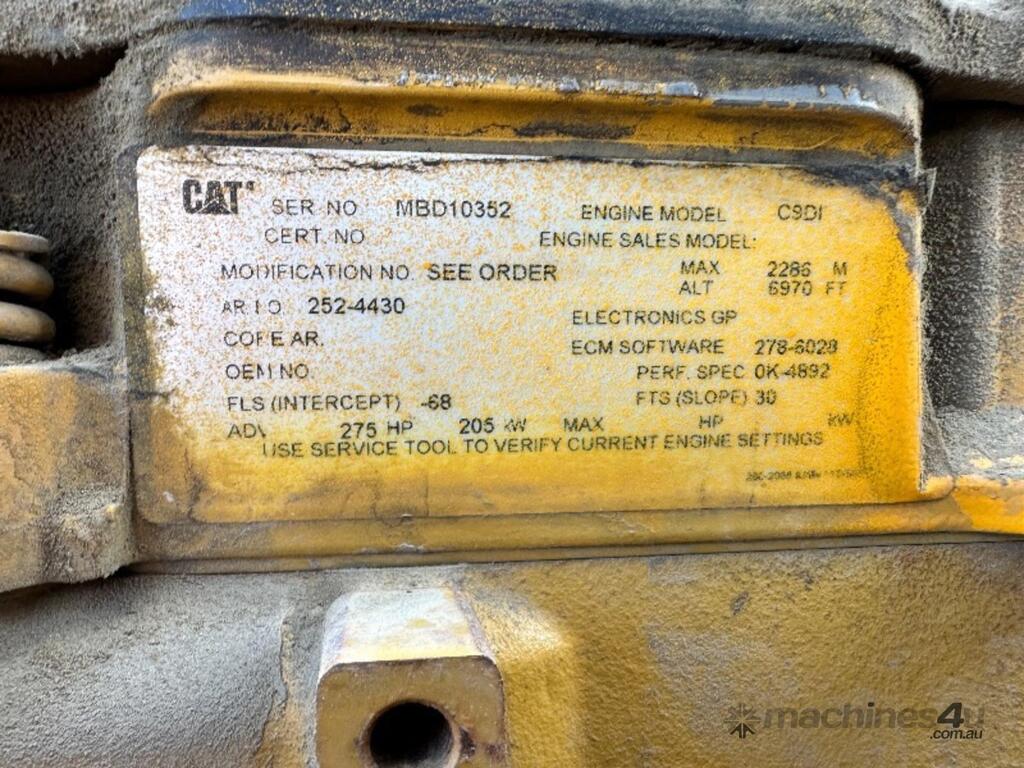 CAT SER NO MBD10352 ENGINE MODEL C9DI
CERT. NO. ENGINE SALES MODEL:
MODIFICATION NO. SEE ORDER MAX 2286 M
ALT 6970 FT
252-4430
ELECTRONICS GP
AR. ECM SOFTWARE 278-6028
OEM NO. PERF. SPEC 0K-4892
FLS (INTERCEPT) -68 FTS (SLOPE) 30
ADV 275 HP 205 kW MAX HP kW
USE SERVICE TOOL TO VERIFY CURRENT ENGINE SETTINGS
machines4u
.com.au